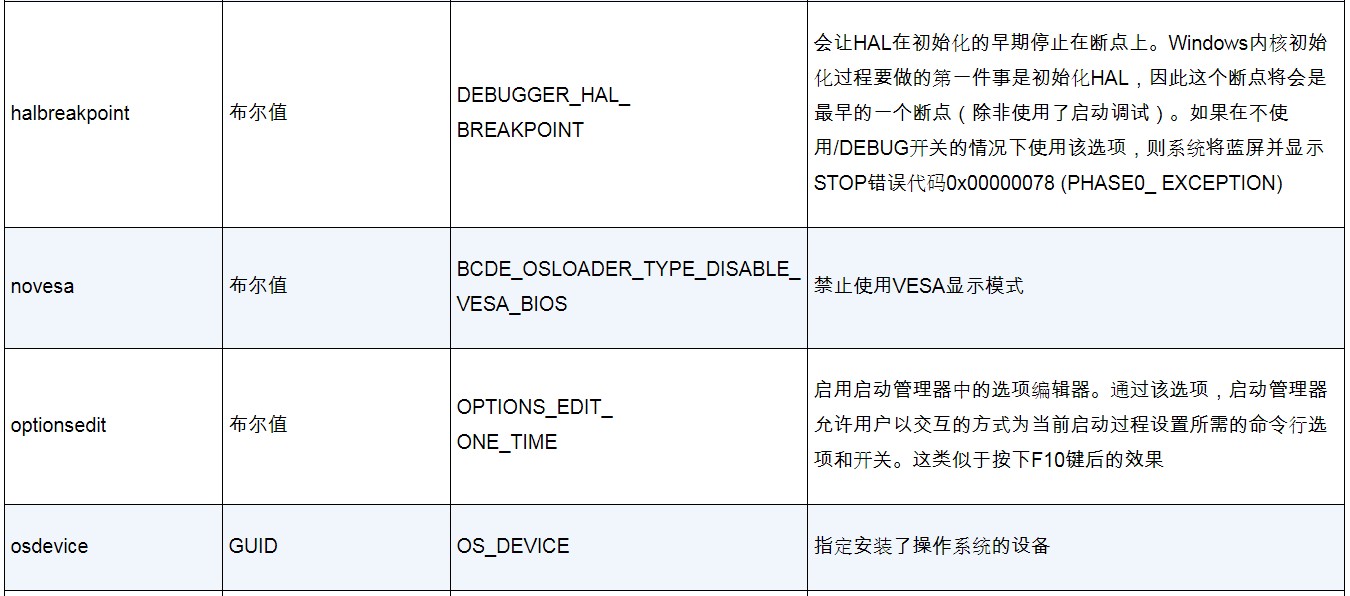 halbreakpoint
布尔值
DEBUGGER_HAL_
BREAKPOINT
会让HAL在初始化的早期停止在断点上。Windows内核初始
化过程要做的第一件事是初始化HAL，因此这个断点将会是
最早的一个断点（除非使用了启动调试）。如果在不使
用/DEBUG开关的情况下使用该选项，则系统将蓝屏并显示
STOP错误代码0x00000078 (PHASE0_ EXCEPTION)
novesa
布尔值
BCDE_OSLOADER_TYPE_DISABLE_
VESA_BIOS
禁止使用VESA显示模式
optionsedit
布尔值
OPTIONS_EDIT_
ONE_TIME
启用启动管理器中的选项编辑器。通过该选项，启动管理器
允许用户以交互的方式为当前启动过程设置所需的命令行选
项和开关。这类似于按下F10键后的效果
osdevice
GUID
OS_DEVICE
指定安装了操作系统的设备